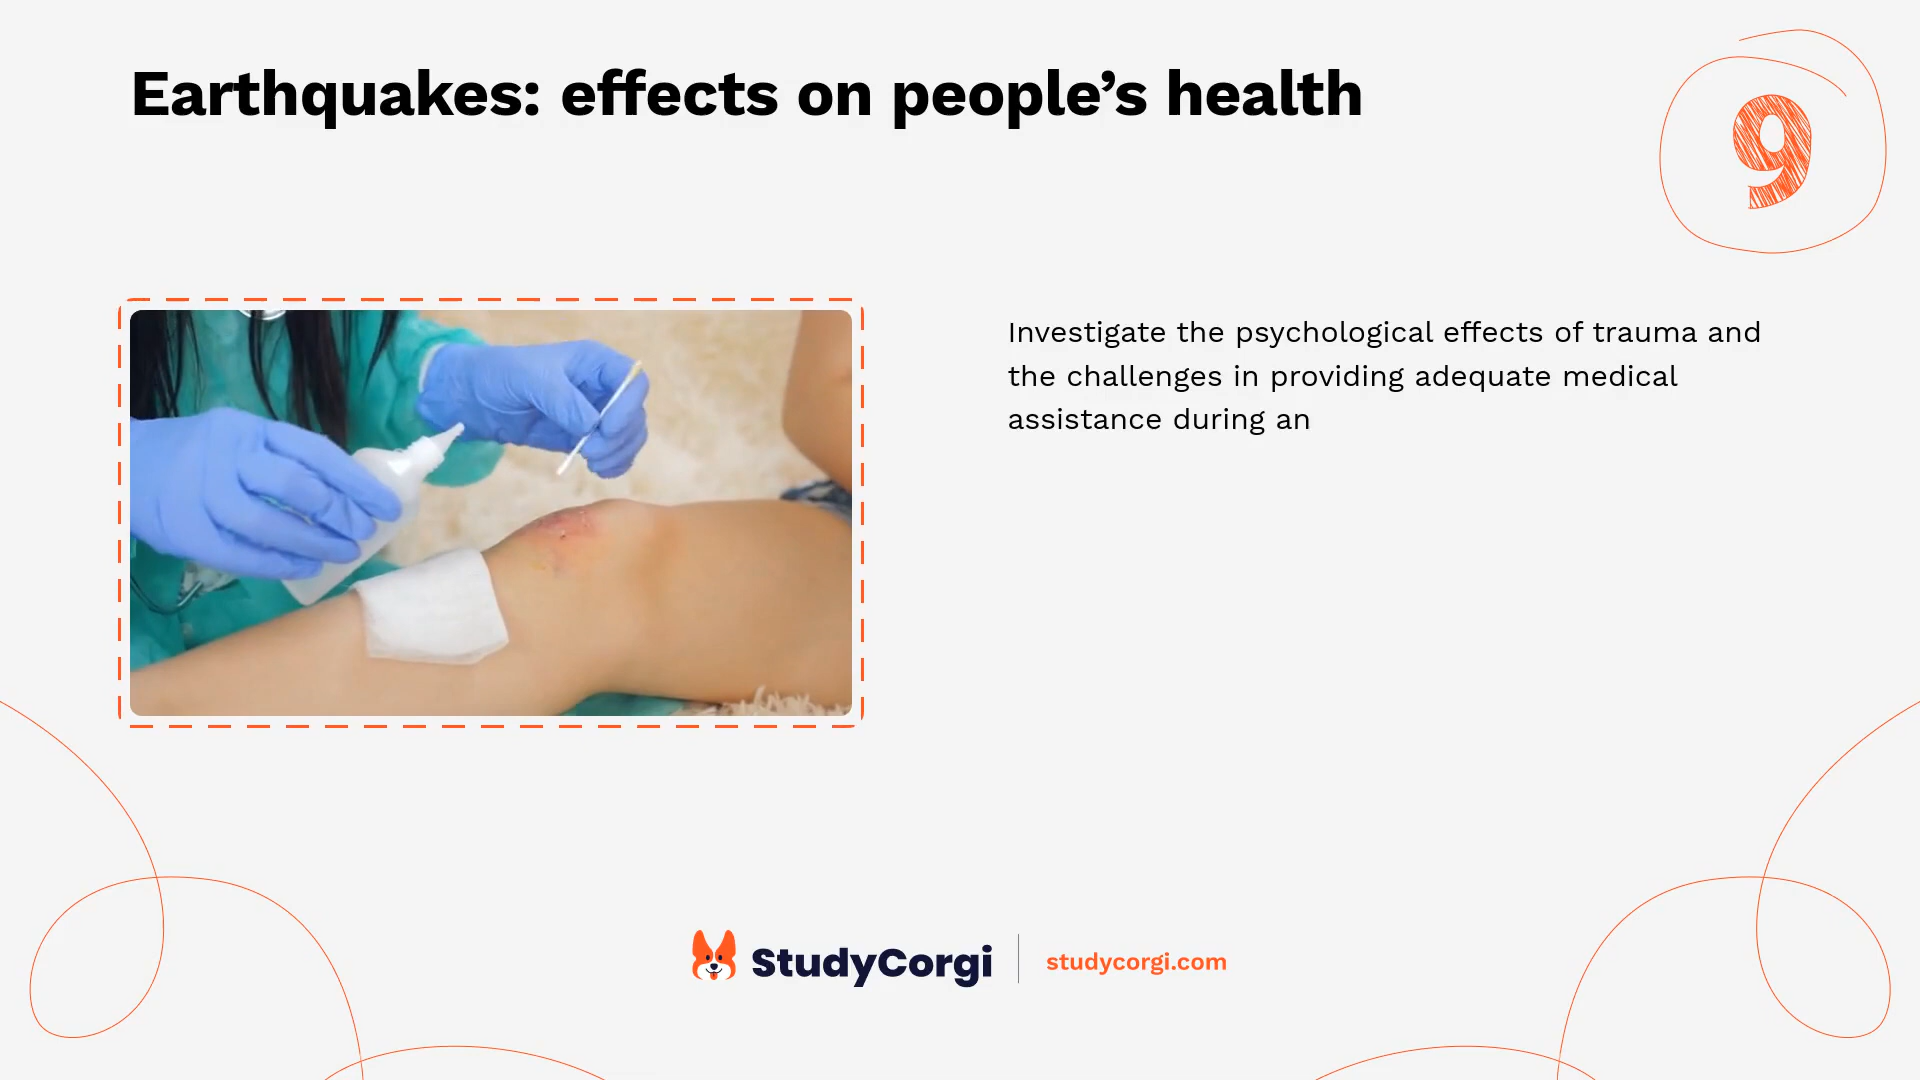 Earthquakes: effects on people’s health
9
Investigate the psychological effects of trauma and
the challenges in providing adequate medical
assistance during an
StudyCorgi
studycorgi.com